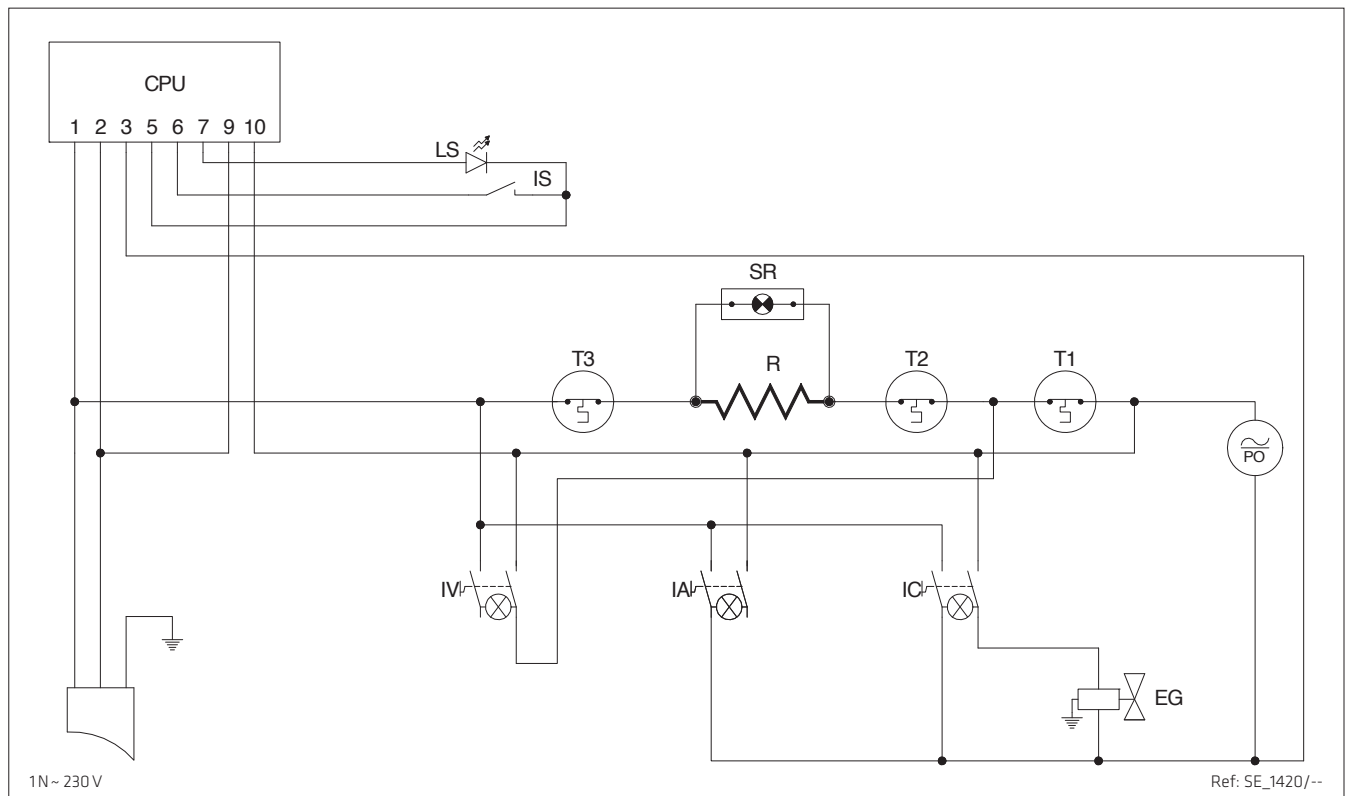 CPU
1 2 3 5 6 7 9 10
LS
IS
SR
T3
R
T2
T1
PO
IV
IA
IC
EG
1N~ 230 V
Ref: SE_1420/--